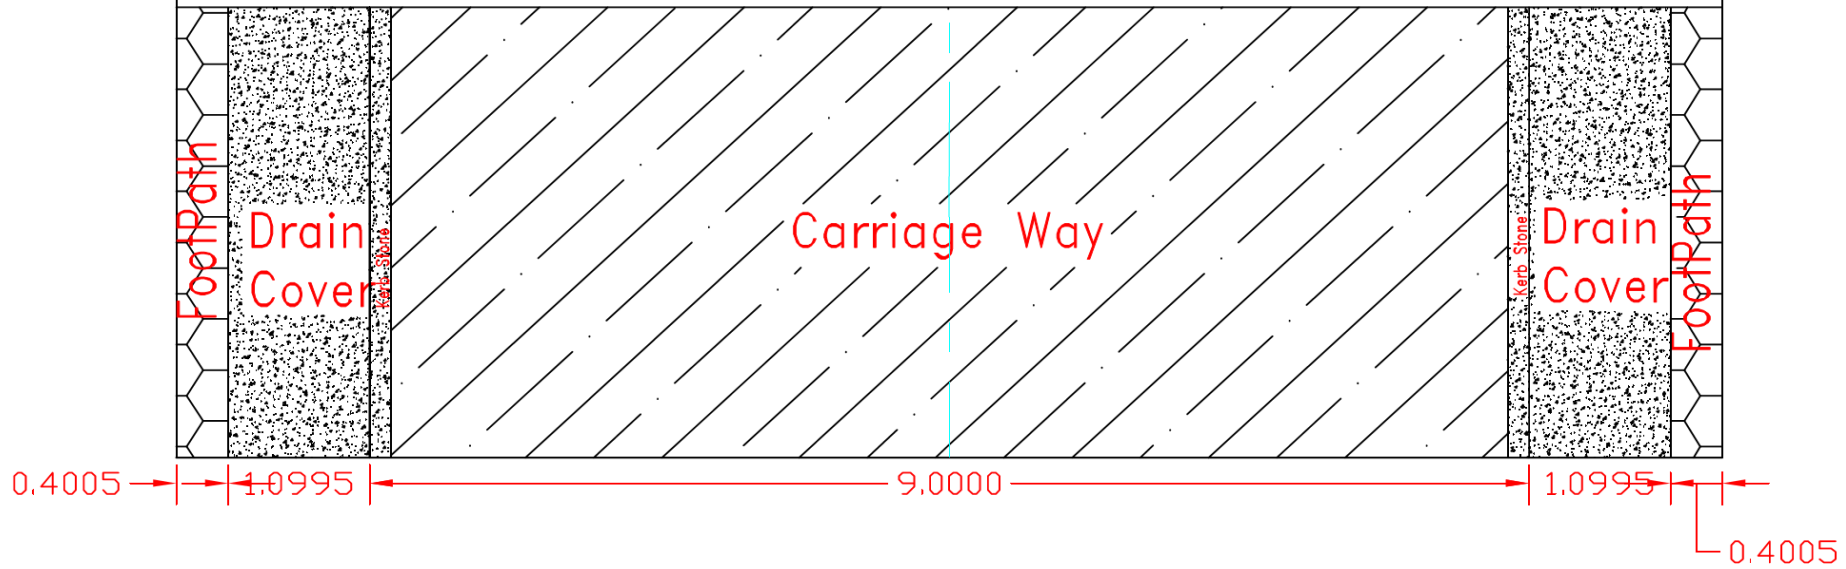 FootPath
Drain
Cover
Kerb Stone
Carriage Way
Kerb Stone
Drain
Cover
FootPath
0.4005
1.0995
9.0000
1.0995
0.4005